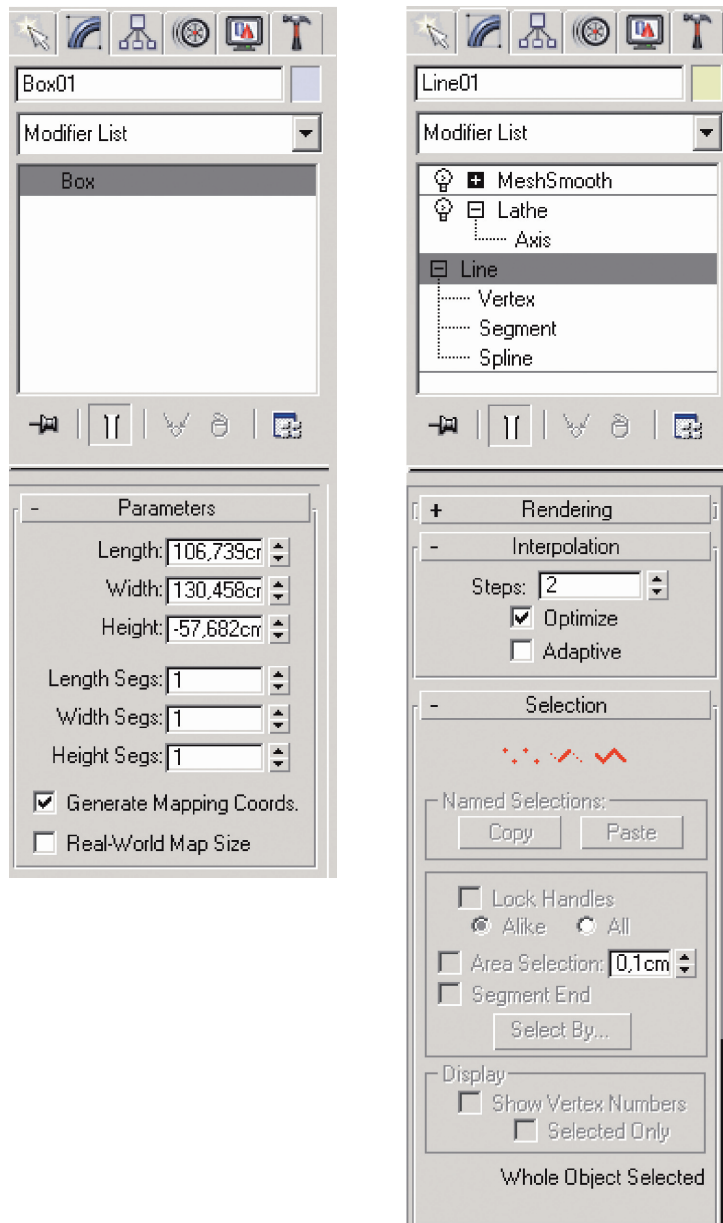 Box01
Modifier List
Box
Parameters
Length: 106,739cr
Width: 130,458cr
Height: -57,682cm
Length Segs: 1
Width Segs: 1
Height Segs: 1
Generate Mapping Coords.
Real-World Map Size
Line01
Modifier List
MeshSmooth
Lathe
Axis
Line
Vertex
Segment
Spline
+ Rendering
- Interpolation
Steps: 2
Optimize
Adaptive
- Selection
Named Selections:
Copy Paste
Lock Handles
Alike All
Area Selection: 0,1cm
Segment End
Select By...
Display
Show Vertex Numbers
Selected Only
Whole Object Selected